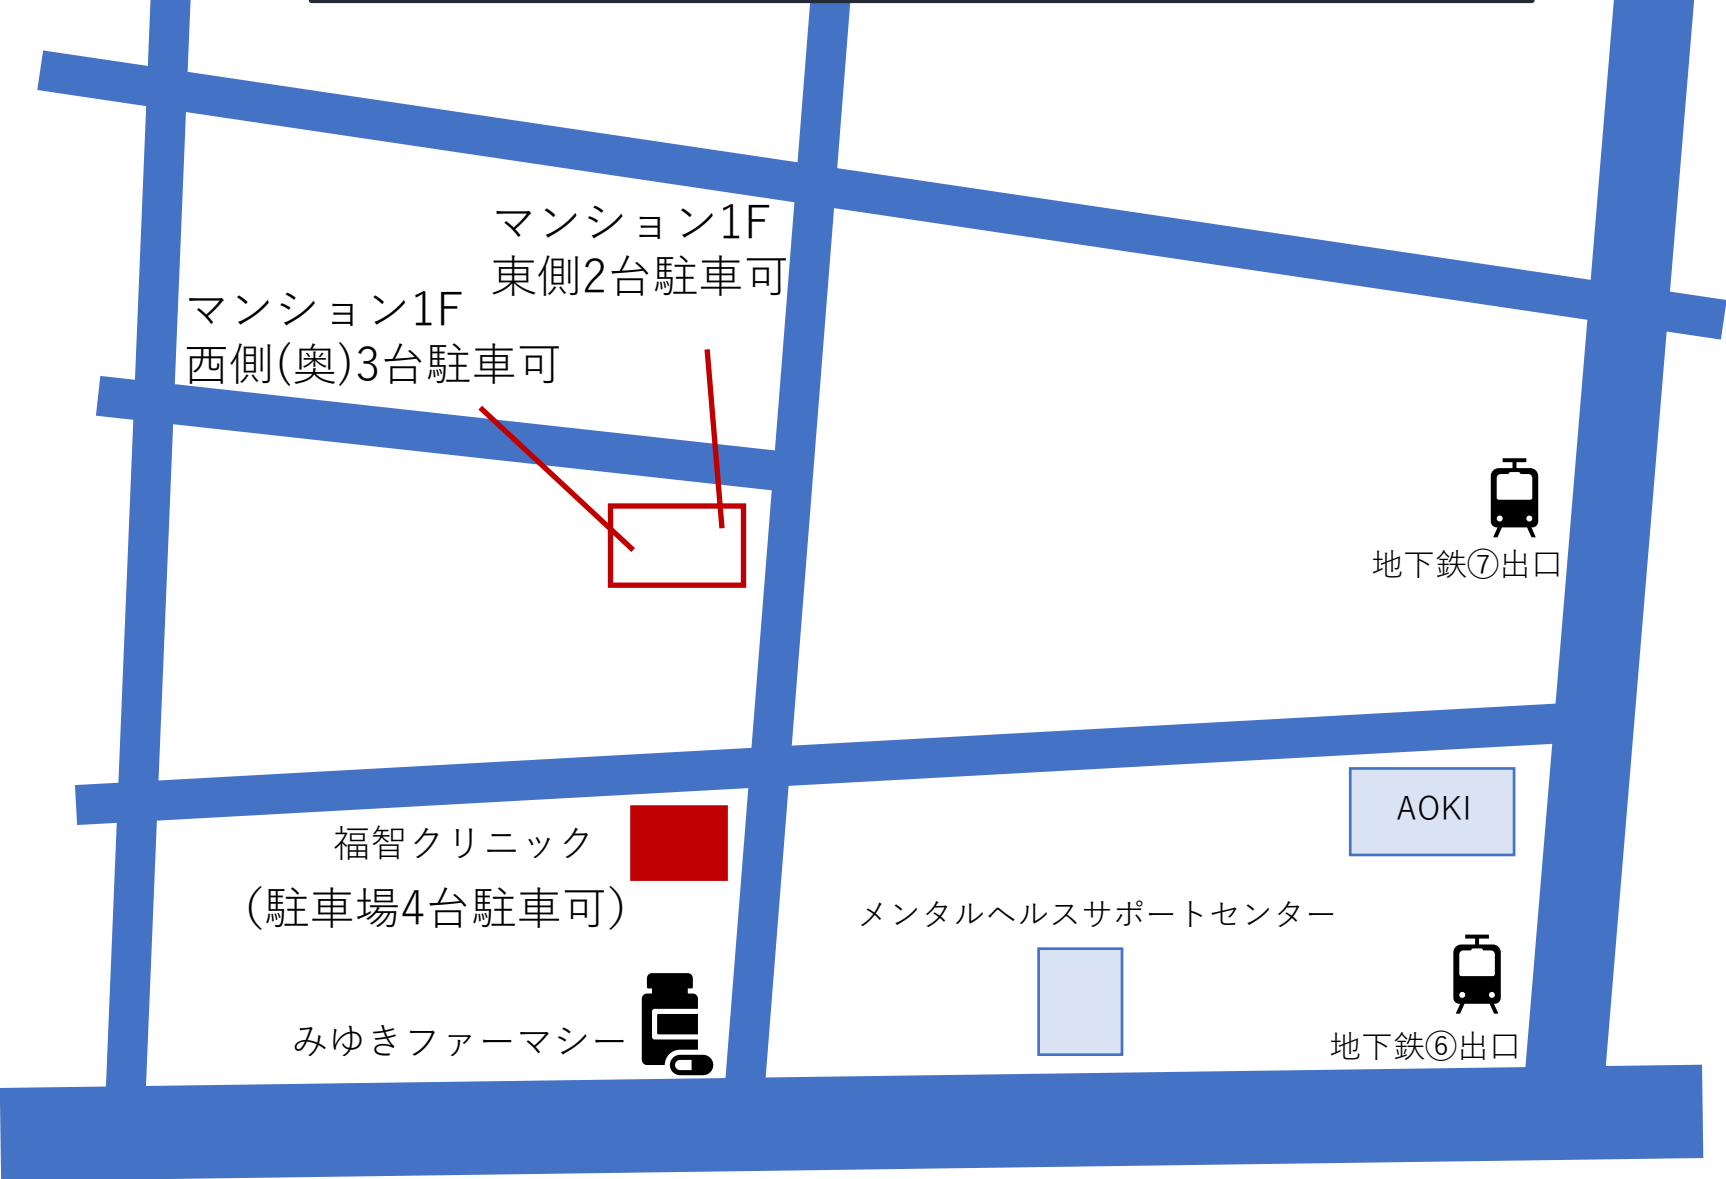 マンション1F
東側2台駐車可
マンション1F
西側(奥)3台駐車可
地下鉄⑦出口
AOKI
福智クリニック
(駐車場4台駐車可)
メンタルヘルスサポートセンター
みゆきファーマシー
地下鉄⑥出口